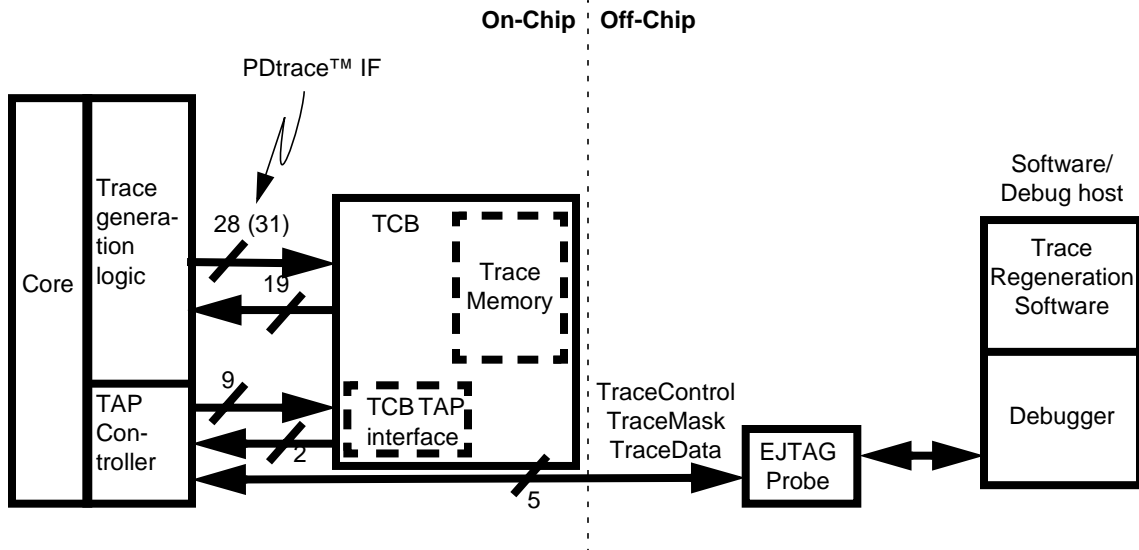 On-Chip Off-Chip
PDtrace™ IF
Core
Trace
genera-
tion
logic
28 (31)
19
TCB
Trace
Memory
TAP
Con-
troller
9
2
TCB TAP
interface
5
TraceControl
TraceMask
TraceData
EJTAG
Probe
Software/
Debug host
Trace
Regeneration
Software
Debugger